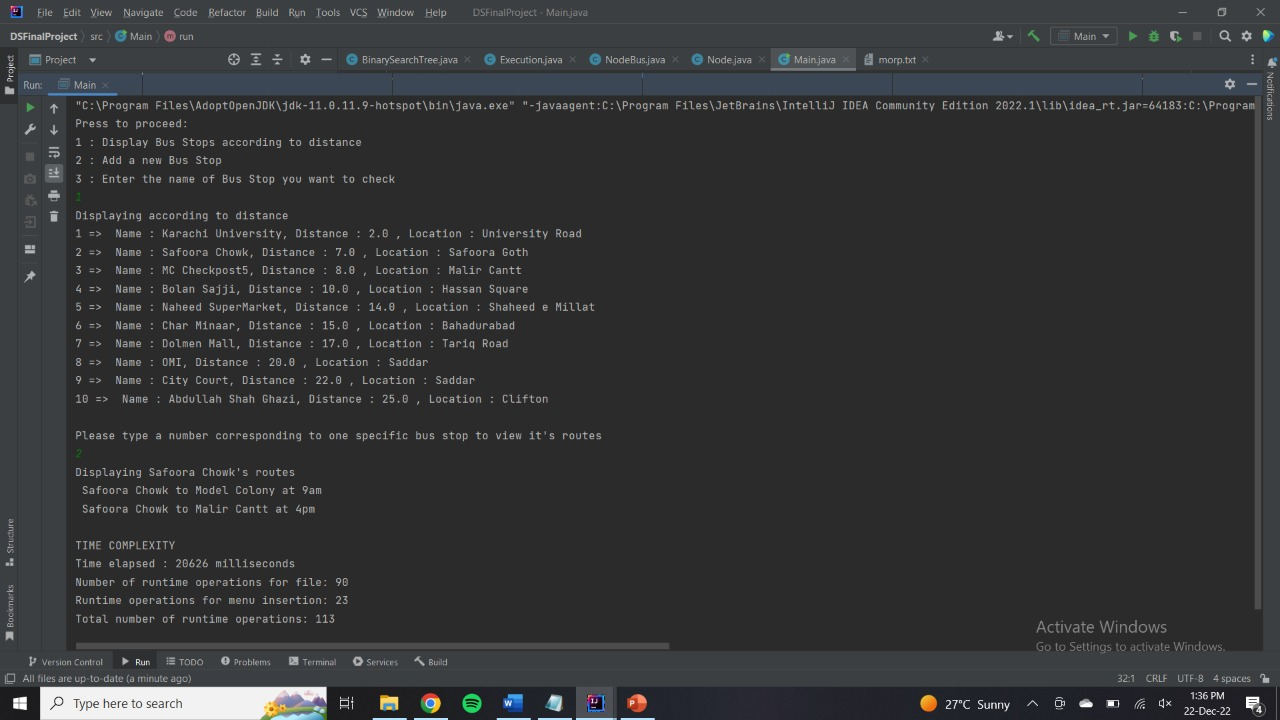 File Edit View Navigate Code Refactor Build Run Tools VCS Window Help DSFinalProject - Main.java
DSFinalProject src Main run Main
Project BinarySearchTree.java Execution.java NodeBus.java Node.java Main.java morp.txt
Project
Notifications
Run: Main
"C:\Program Files\AdoptOpenJDK\jdk-11.0.11.9-hotspot\bin\java.exe" "-javaagent:C:\Program Files\JetBrains\IntelliJ IDEA Community Edition 2022.1\lib\idea_rt.jar=64183:C:\Program
Press to proceed:
1 : Display Bus Stops according to distance
2 : Add a new Bus Stop
3 : Enter the name of Bus Stop you want to check
1
Displaying according to distance
1 => Name : Karachi University, Distance : 2.0 , Location : University Road
2 => Name : Safoora Chowk, Distance : 7.0 , Location : Safoora Goth
3 => Name : MC Checkpost5, Distance : 8.0 , Location : Malir Cantt
4 => Name : Bolan Sajji, Distance : 10.0 , Location : Hassan Square
5 => Name : Naheed SuperMarket, Distance : 14.0 , Location : Shaheed e Millat
6 => Name : Char Minaar, Distance : 15.0 , Location : Bahadurabad
7 => Name : Dolmen Mall, Distance : 17.0 , Location : Tariq Road
8 => Name : OMI, Distance : 20.0 , Location : Saddar
9 => Name : City Court, Distance : 22.0 , Location : Saddar
10 => Name : Abdullah Shah Ghazi, Distance : 25.0 , Location : Clifton
Please type a number corresponding to one specific bus stop to view it's routes
2
Displaying Safoora Chowk's routes
Safoora Chowk to Model Colony at 9am
Safoora Chowk to Malir Cantt at 4pm
TIME COMPLEXITY
Time elapsed : 20626 milliseconds
Number of runtime operations for file: 90
Runtime operations for menu insertion: 23
Total number of runtime operations: 113
Structure
Bookmarks
Activate Windows
Go to Settings to activate Windows.
Version Control Run TODO Problems Terminal Services Build
All files are up-to-date (a minute ago) 32:1 CRLF UTF-8 4 spaces
Type here to search 27°C Sunny 1:36 PM
22-Dec-22 4